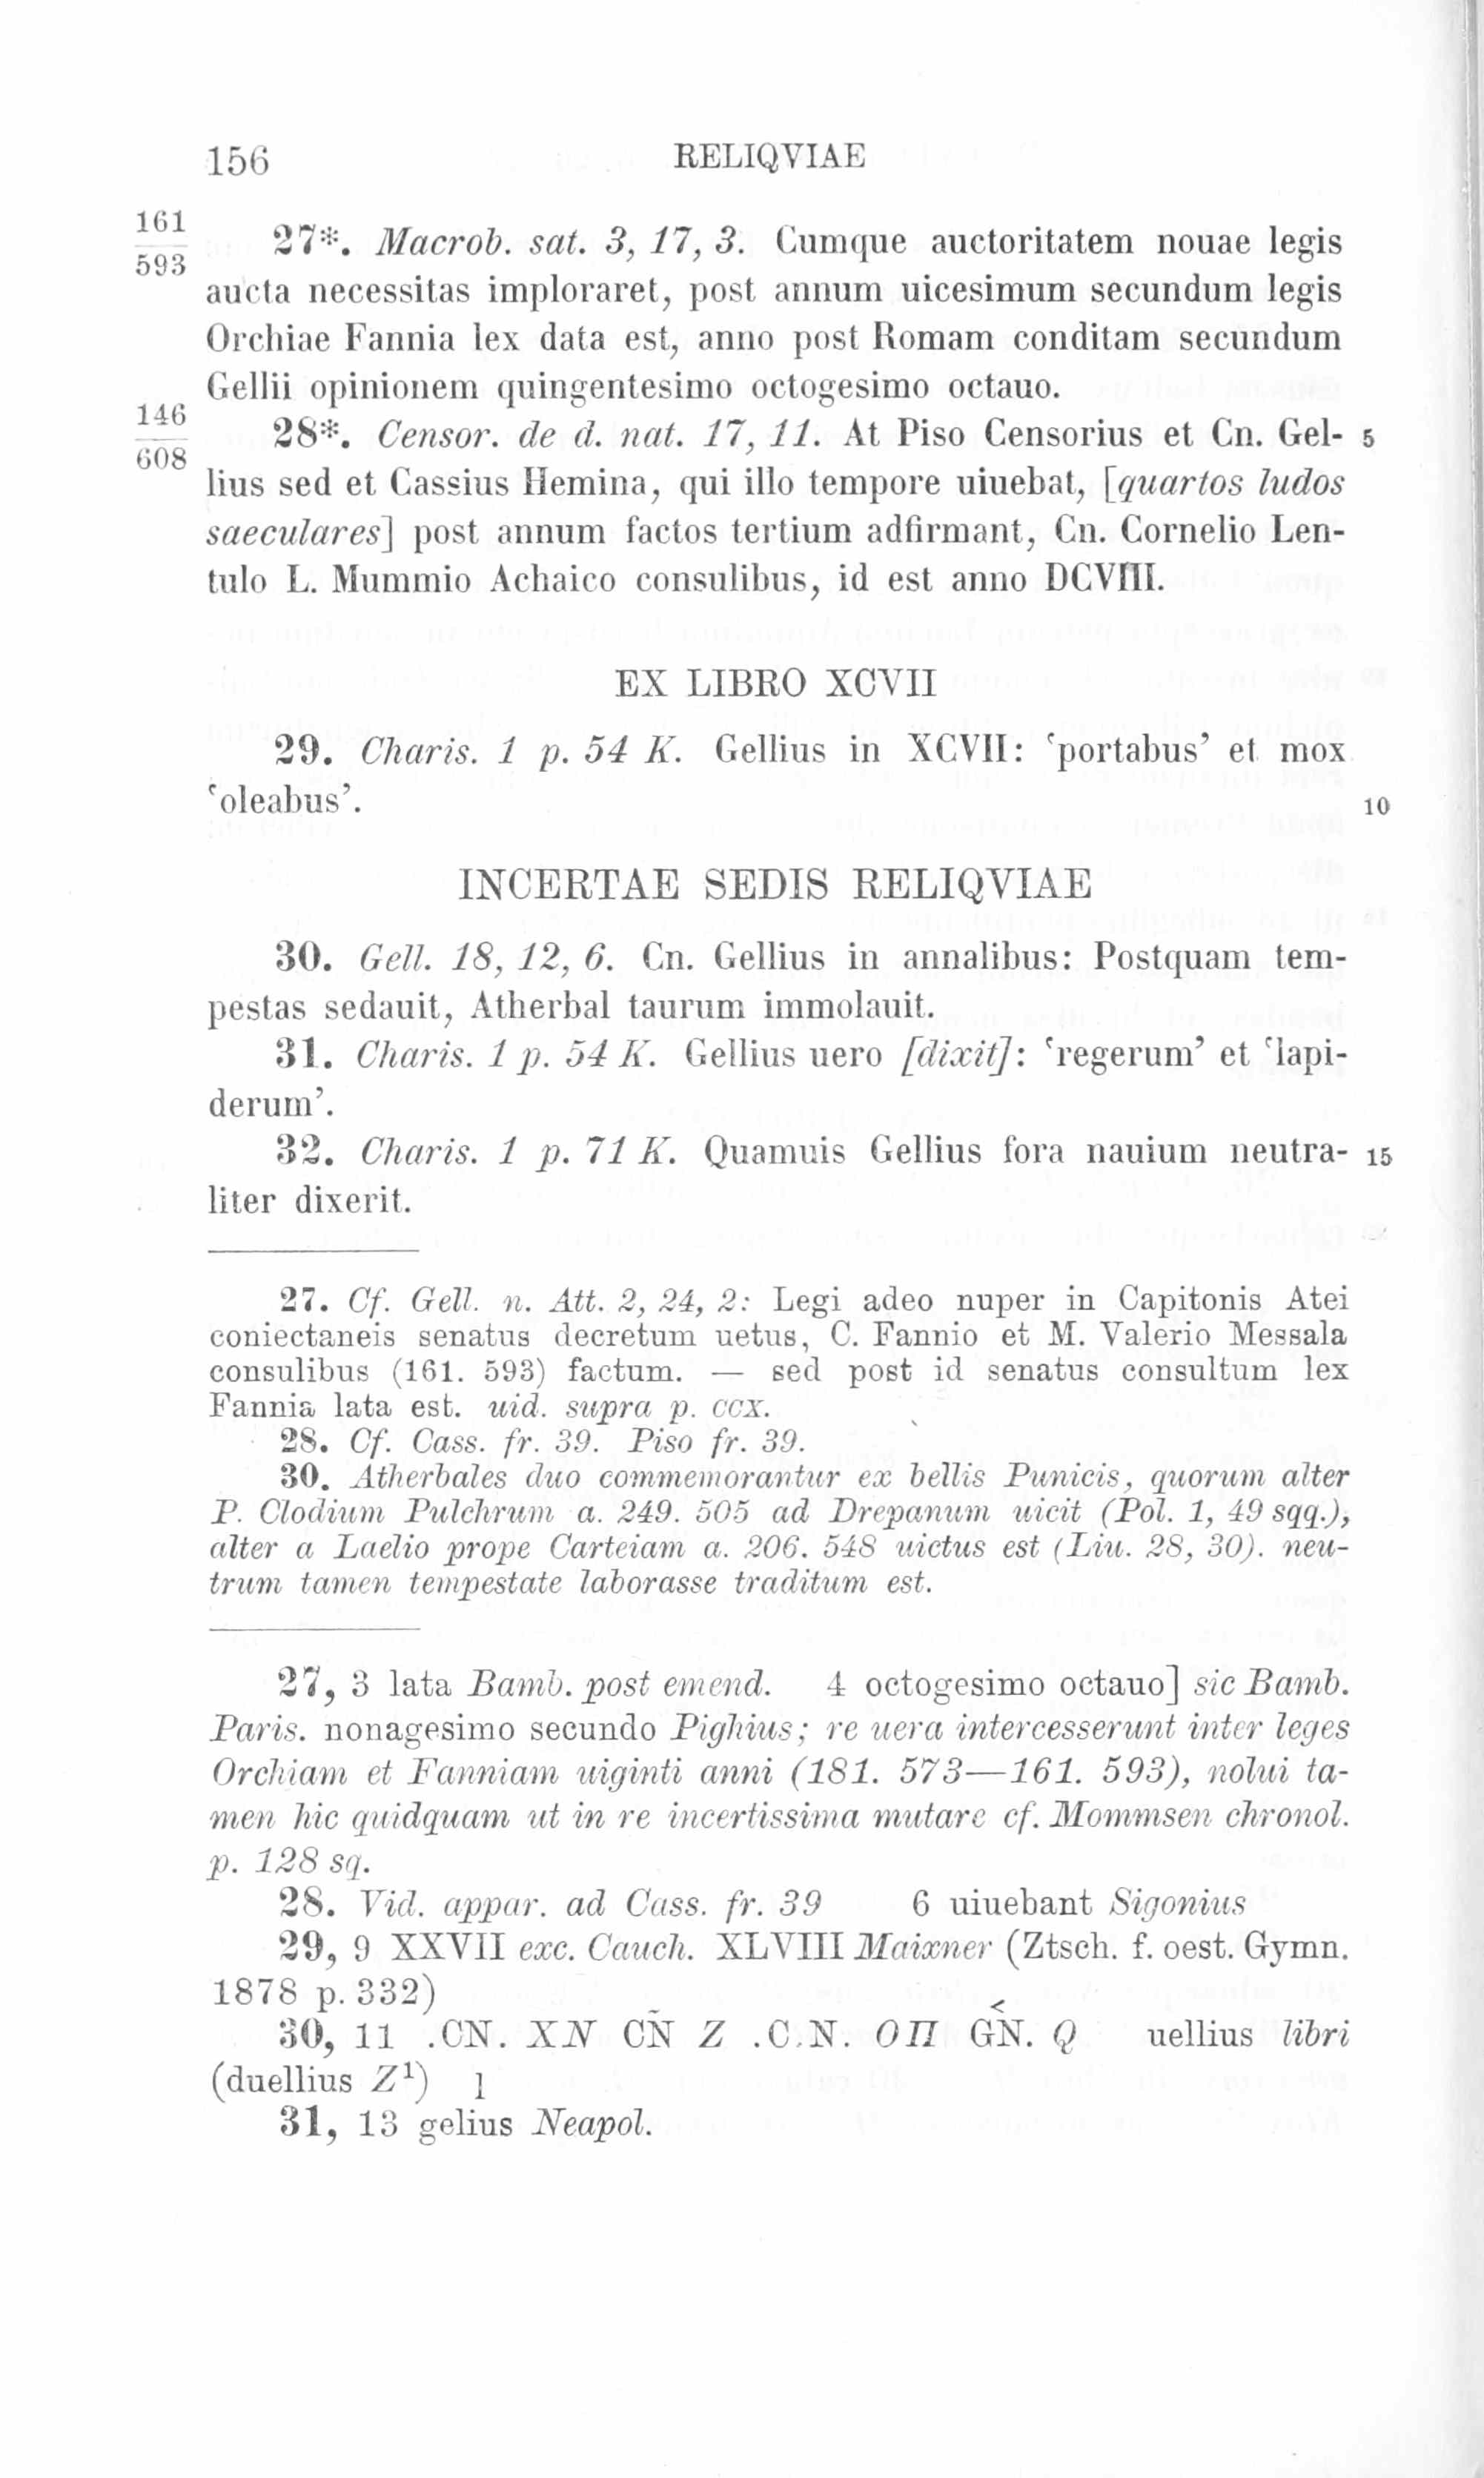 156 RELIQVIAE
161
593
27*. Macrob. sat. 3, 17, 3. Cumque auctoritatem nouae legis
aucta necessitas imploraret, post annum uicesimum secundum legis
Orchiae Fannia lex data est, anno post Romam conditam secundum
Gellii opinionem quingentesimo octogesimo octauo.
146
608
28*. Censor. de d. nat. 17, 11. At Piso Censorius et Cn. Gel- 5
lius sed et Cassius Hemina, qui illo tempore uiuebat, [quartos ludos
saeculares] post annum factos tertium adfirmant, Cn. Cornelio Len-
tulo L. Mummio Achaico consulibus, id est anno DCVIII.
EX LIBRO XCVII
29. Charis. 1 p. 54 K. Gellius in XCVII: ‘portabus’ et mox
‘oleabus’. 10
INCERTAE SEDIS RELIQVIAE
30. Gell. 18, 12, 6. Cn. Gellius in annalibus: Postquam tem-
pestas sedauit, Atherbal taurum immolauit.
31. Charis. 1 p. 54 K. Gellius uero [dixit]: ‘regerum’ et ‘lapi-
derum’.
32. Charis. 1 p. 71 K. Quamuis Gellius fora nauium neutra- 15
liter dixerit.
27. Cf. Gell. n. Att. 2, 24, 2: Legi adeo nuper in Capitonis Atei
coniectaneis senatus decretum uetus, C. Fannio et M. Valerio Messala
consulibus (161. 593) factum. — sed post id senatus consultum lex
Fannia lata est. uid. supra p. ccx.
28. Cf. Cass. fr. 39. Piso fr. 39.
30. Atherbales duo commemorantur ex bellis Punicis, quorum alter
P. Clodium Pulchrum a. 249. 505 ad Drepanum uicit (Pol. 1, 49 sqq.),
alter a Laelio prope Carteiam a. 206. 548 uictus est (Liu. 28, 30). neu-
trum tamen tempestate laborasse traditum est.
27, 3 lata Bamb. post emend. 4 octogesimo octauo] sic Bamb.
Paris. nonagesimo secundo Pighius; re uera intercesserunt inter leges
Orchiam et Fanniam uiginti anni (181. 573—161. 593), nolui ta-
men hic quidquam ut in re incertissima mutare cf. Mommsen chronol.
p. 128 sq.
28. Vid. appar. ad Cass. fr. 39 6 uiuebant Sigonius
29, 9 XXVII exc. Cauch. XLVIII Maixner (Ztsch. f. oest. Gymn.
1878 p. 332)
30, 11 .CN. XN CÑ Z .C.N. OΠ GN. Q uellius libri
(duellius Z¹) ]
31, 13 gelius Neapol.